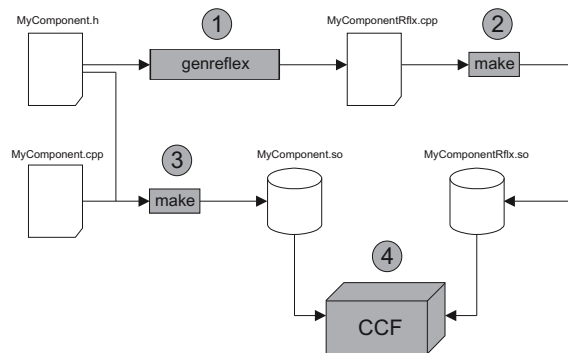 MyComponent.h
1
MyComponentRflx.cpp
2
genreflex
make
MyComponent.cpp
3
MyComponent.so
MyComponentRflx.so
make
4
CCF